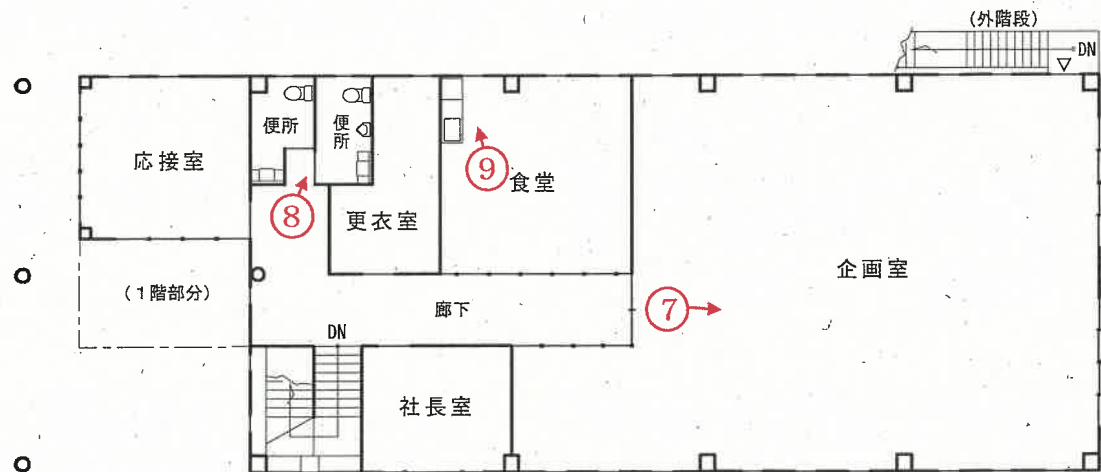 (外階段)
DN
便所
便所
応接室
⑨
食堂
⑧
更衣室
企画室
(1階部分)
廊下
⑦
DN
社長室